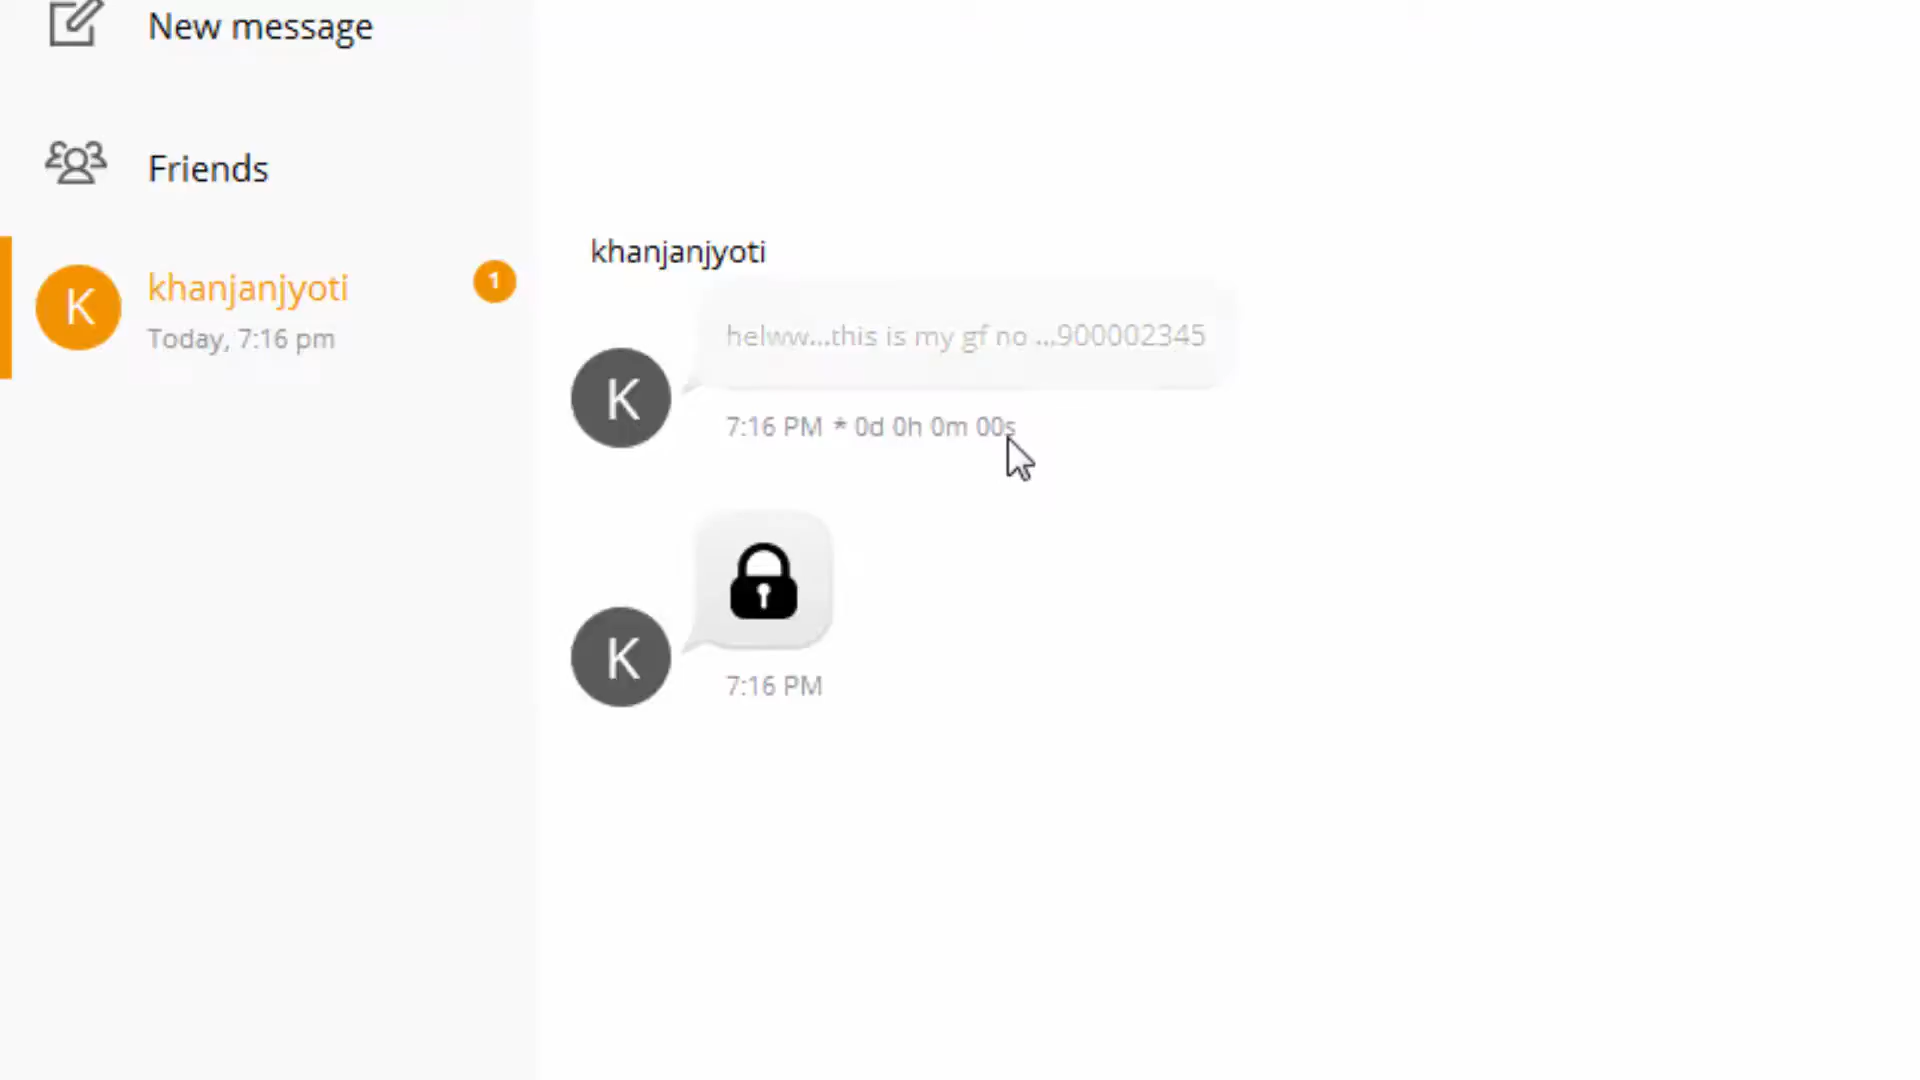 New message
Friends
K
khanjanjyoti
1
Today, 7:16 pm
khanjanjyoti
helww...this is my gf no ...900002345
K
7:16 PM * 0d 0h 0m 00s
K
7:16 PM